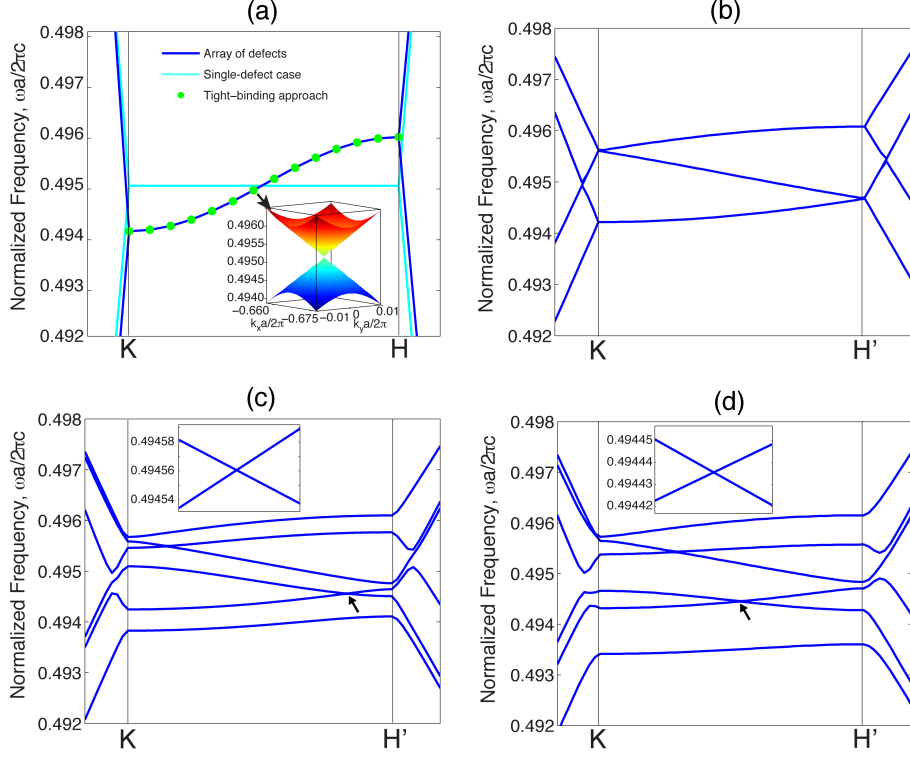 (a)
Normalized Frequency, ωa/2πc
0.498
0.497
0.496
0.495
0.494
0.493
0.492
Array of defects
Single−defect case
Tight−binding approach
0.4960
0.4955
0.4950
0.4945
0.4940
−0.660
−0.675
−0.01
0
0.01
kxa/2π
kya/2π
K
H
(b)
Normalized Frequency, ωa/2πc
0.498
0.497
0.496
0.495
0.494
0.493
0.492
K
H’
(c)
Normalized Frequency, ωa/2πc
0.498
0.497
0.496
0.495
0.494
0.493
0.492
0.49458
0.49456
0.49454
K
H’
(d)
Normalized Frequency, ωa/2πc
0.498
0.497
0.496
0.495
0.494
0.493
0.492
0.49445
0.49444
0.49443
0.49442
K
H’